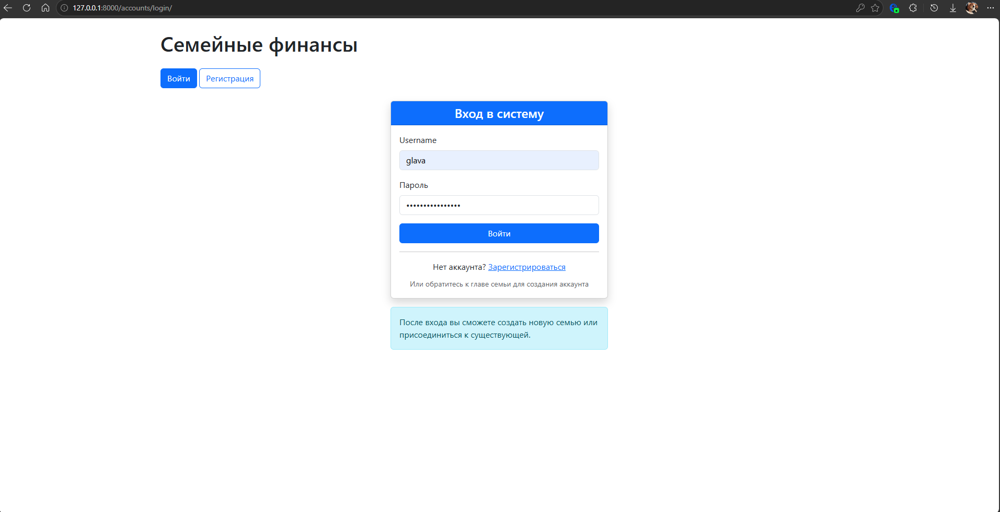 127.0.0.1:8000/accounts/login/
Семейные финансы
Войти Регистрация
Вход в систему
Username
glava
Пароль
••••••••••••••••
Войти
Нет аккаунта? Зарегистрироваться
Или обратитесь к главе семьи для создания аккаунта
После входа вы сможете создать новую семью или
присоединиться к существующей.